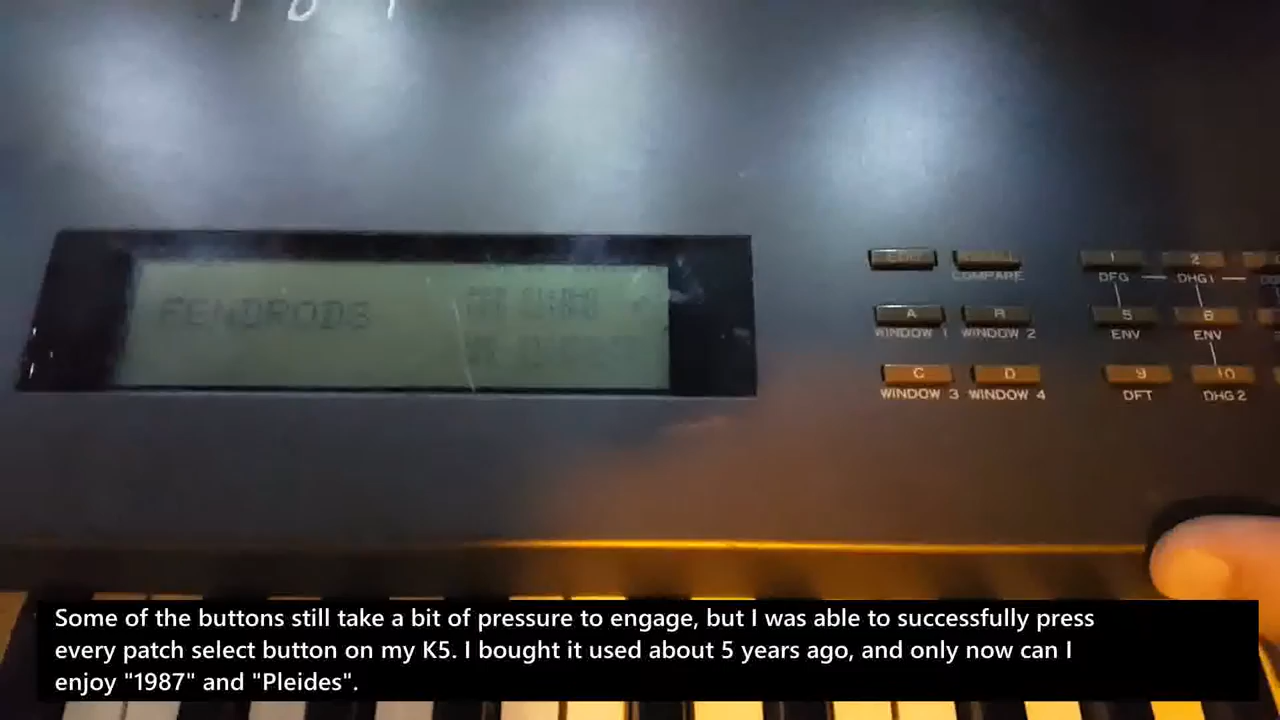 FENDRODS
COMPARE
1 2
DFG DHG1
A B 5 6
WINDOW 1 WINDOW 2 ENV ENV
C D 9 10
WINDOW 3 WINDOW 4 DFT DHG2
Some of the buttons still take a bit of pressure to engage, but I was able to successfully press
every patch select button on my K5. I bought it used about 5 years ago, and only now can I
enjoy "1987" and "Pleides".